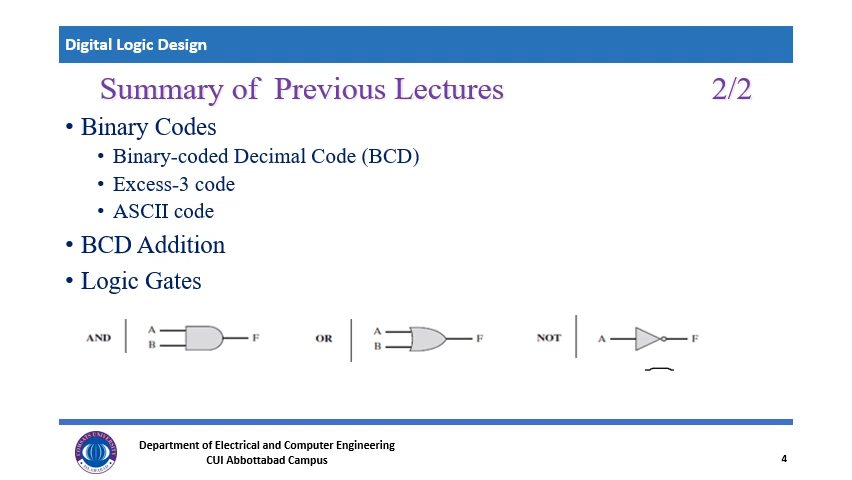 Digital Logic Design
Summary of Previous Lectures 2/2
• Binary Codes
• Binary-coded Decimal Code (BCD)
• Excess-3 code
• ASCII code
• BCD Addition
• Logic Gates
AND A B F OR A B F NOT A F
Department of Electrical and Computer Engineering
CUI Abbottabad Campus
4